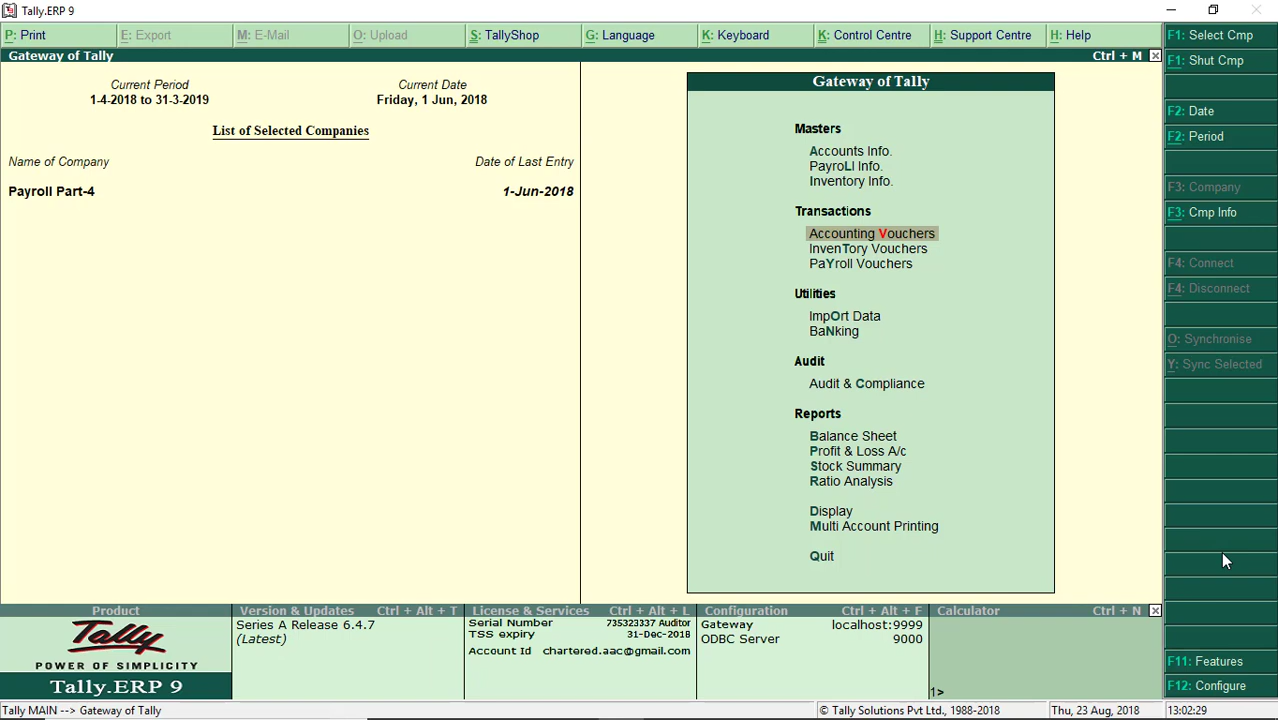 Tally.ERP 9
P: Print
E: Export
M: E-Mail
O: Upload
S: TallyShop
G: Language
K: Keyboard
K: Control Centre
H: Support Centre
H: Help
Gateway of Tally
Ctrl + M
Current Period
1-4-2018 to 31-3-2019
Current Date
Friday, 1 Jun, 2018
List of Selected Companies
Name of Company
Date of Last Entry
Payroll Part-4
1-Jun-2018
Gateway of Tally
Masters
Accounts Info.
PayroLl Info.
Inventory Info.
Transactions
Accounting Vouchers
InvenTory Vouchers
PaYroll Vouchers
Utilities
ImpOrt Data
BaNking
Audit
Audit & Compliance
Reports
Balance Sheet
Profit & Loss A/c
Stock Summary
Ratio Analysis
Display
Multi Account Printing
Quit
F1: Select Cmp
F1: Shut Cmp
F2: Date
F2: Period
F3: Company
F3: Cmp Info
F4: Connect
F4: Disconnect
O: Synchronise
Y: Sync Selected
F11: Features
F12: Configure
Product
Tally
POWER OF SIMPLICITY
Tally.ERP 9
Version & Updates Ctrl + Alt + T
Series A Release 6.4.7
(Latest)
License & Services Ctrl + Alt + L
Serial Number 735323337 Auditor
TSS expiry 31-Dec-2018
Account Id chartered.aac@gmail.com
Configuration Ctrl + Alt + F
Gateway localhost:9999
ODBC Server 9000
Calculator Ctrl + N
1>
Tally MAIN --> Gateway of Tally
© Tally Solutions Pvt Ltd., 1988-2018
Thu, 23 Aug, 2018
13:02:29